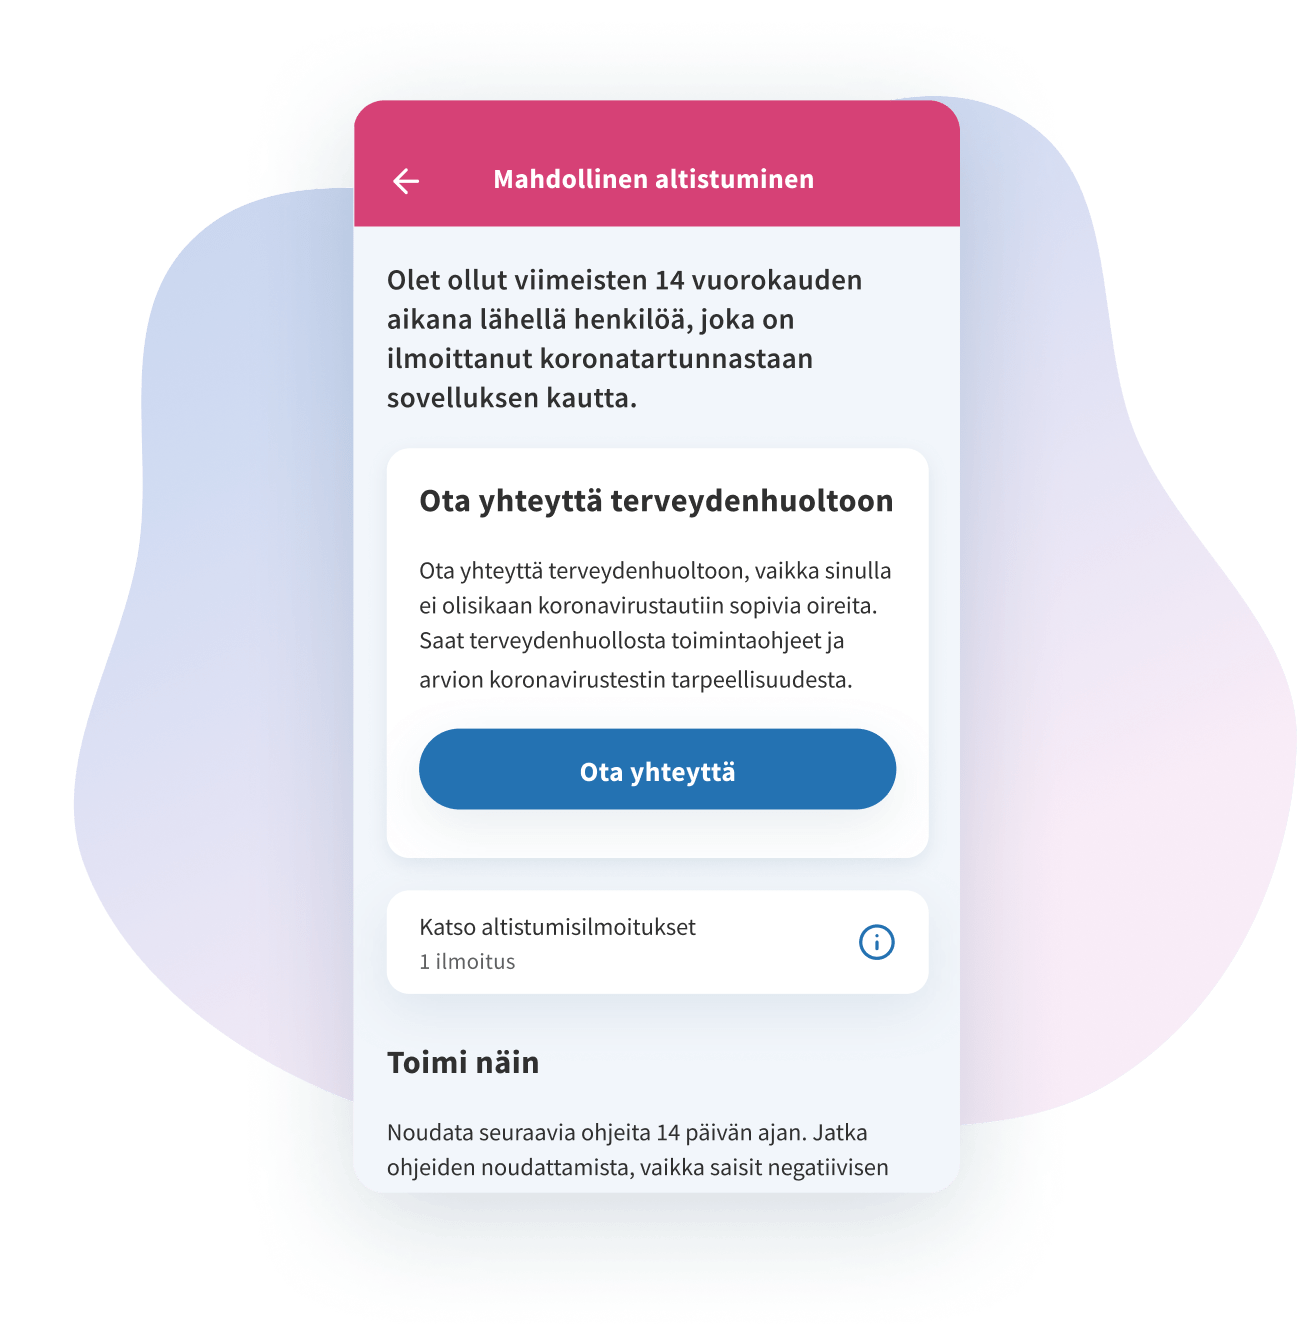 Mahdollinen altistuminen
Olet ollut viimeisten 14 vuorokauden
aikana lähellä henkilöä, joka on
ilmoittanut koronatartunnastaan
sovelluksen kautta.
Ota yhteyttä terveydenhuoltoon
Ota yhteyttä terveydenhuoltoon, vaikka sinulla
ei olisikaan koronavirustautiin sopivia oireita.
Saat terveydenhuollosta toimintaohjeet ja
arvion koronavirustestin tarpeellisuudesta.
Ota yhteyttä
Katso altistumisilmoitukset
1 ilmoitus
Toimi näin
Noudata seuraavia ohjeita 14 päivän ajan. Jatka
ohjeiden noudattamista, vaikka saisit negatiivisen